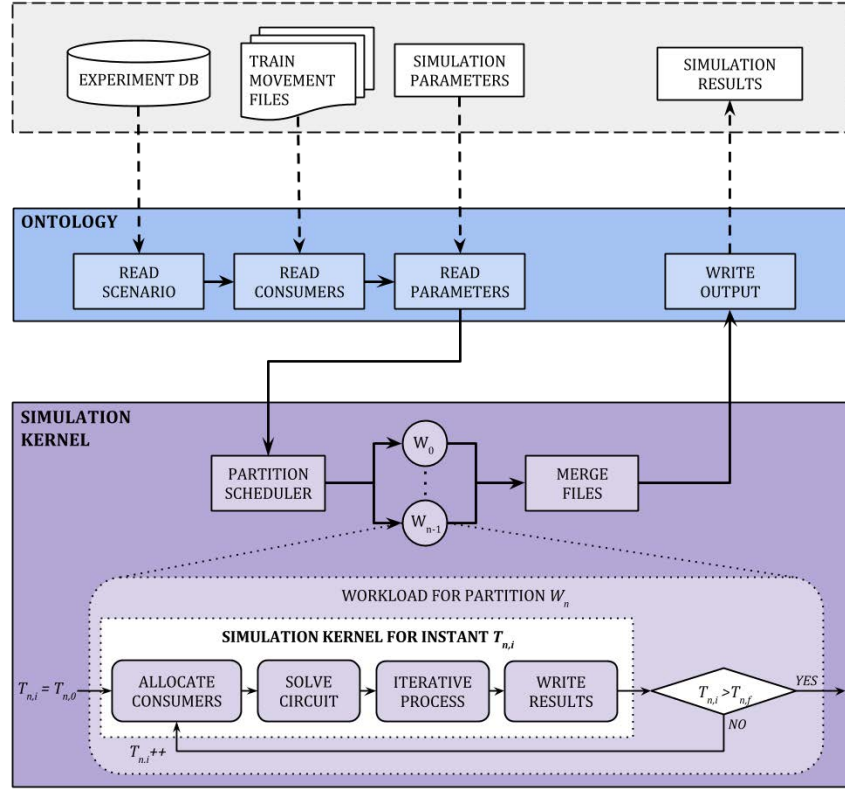 EXPERIMENT DB
TRAIN
MOVEMENT
FILES
SIMULATION
PARAMETERS
SIMULATION
RESULTS
ONTOLOGY
READ
SCENARIO
READ
CONSUMERS
READ
PARAMETERS
WRITE
OUTPUT
SIMULATION
KERNEL
PARTITION
SCHEDULER
W0
Wn-1
MERGE
FILES
WORKLOAD FOR PARTITION Wn
SIMULATION KERNEL FOR INSTANT Tn,i
Tn,i = Tn,0
ALLOCATE
CONSUMERS
SOLVE
CIRCUIT
ITERATIVE
PROCESS
WRITE
RESULTS
Tn,i >Tn,f
YES
NO
Tn.i++